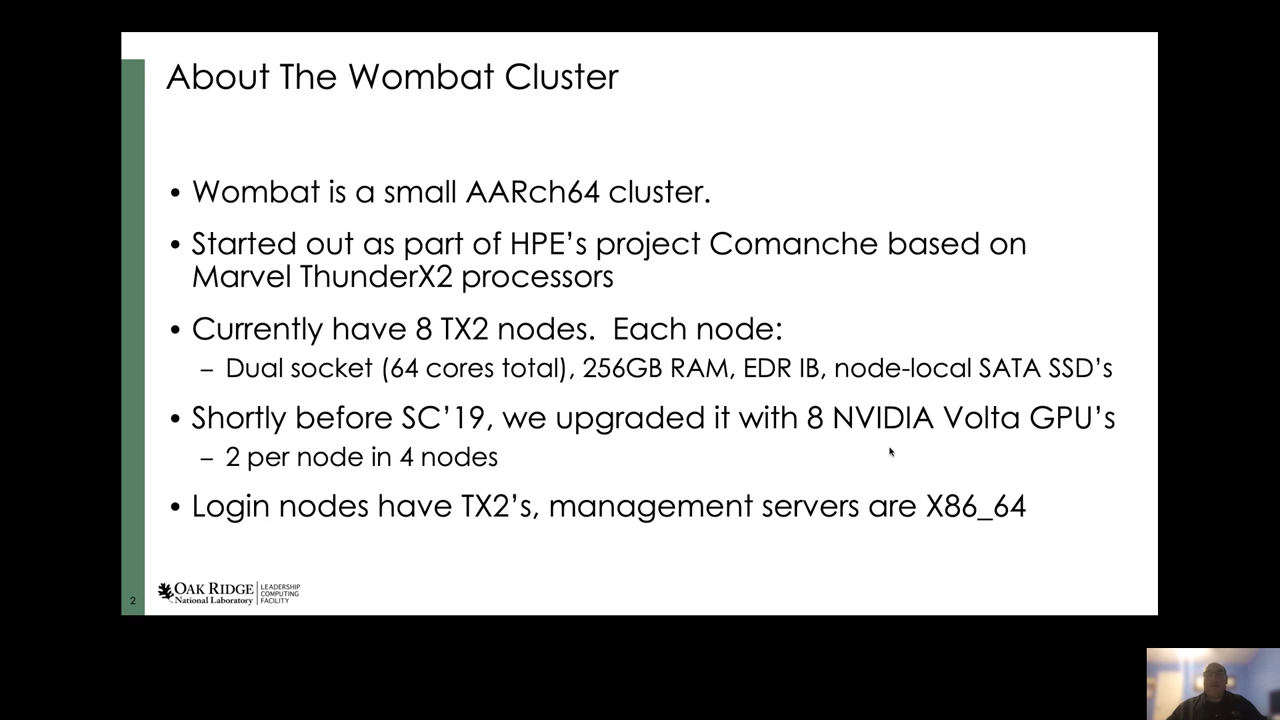 About The Wombat Cluster
• Wombat is a small AARch64 cluster.
• Started out as part of HPE’s project Comanche based on
Marvel ThunderX2 processors
• Currently have 8 TX2 nodes.  Each node:
– Dual socket (64 cores total), 256GB RAM, EDR IB, node-local SATA SSD’s
• Shortly before SC’19, we upgraded it with 8 NVIDIA Volta GPU’s
– 2 per node in 4 nodes
• Login nodes have TX2’s, management servers are X86_64
2
OAK RIDGE
National Laboratory
LEADERSHIP
COMPUTING
FACILITY